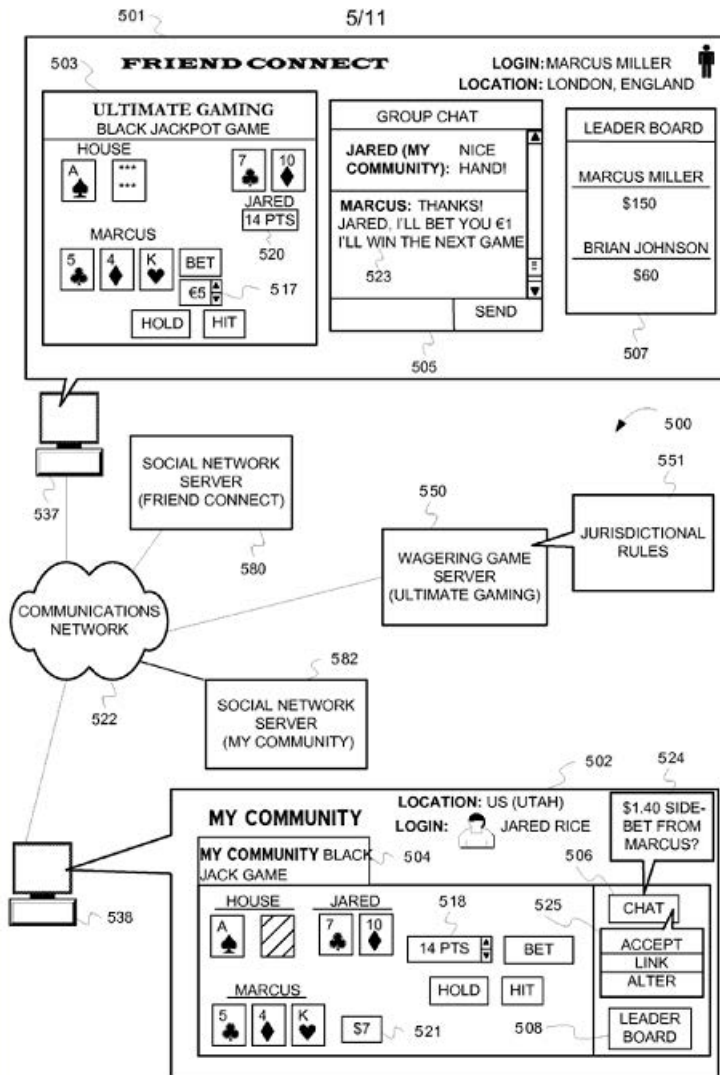 5/11
501
503
FRIEND CONNECT
LOGIN: MARCUS MILLER
LOCATION: LONDON, ENGLAND
ULTIMATE GAMING
BLACK JACKPOT GAME
HOUSE
A
***
***
7
10
JARED
14 PTS
520
MARCUS
5
4
K
BET
€5
517
HOLD
HIT
GROUP CHAT
JARED (MY COMMUNITY): NICE HAND!
MARCUS: THANKS!
JARED, I'LL BET YOU €1
I'LL WIN THE NEXT GAME
523
SEND
505
LEADER BOARD
MARCUS MILLER
$150
BRIAN JOHNSON
$60
507
500
537
SOCIAL NETWORK
SERVER
(FRIEND CONNECT)
580
550
WAGERING GAME
SERVER
(ULTIMATE GAMING)
551
JURISDICTIONAL
RULES
COMMUNICATIONS
NETWORK
522
582
SOCIAL NETWORK
SERVER
(MY COMMUNITY)
538
502
524
MY COMMUNITY
LOCATION: US (UTAH)
LOGIN: JARED RICE
$1.40 SIDE-
BET FROM
MARCUS?
MY COMMUNITY BLACK
JACK GAME
504
506
HOUSE
A
JARED
7
10
518
14 PTS
BET
HOLD
HIT
MARCUS
5
4
K
$7
521
525
CHAT
ACCEPT
LINK
ALTER
508
LEADER
BOARD